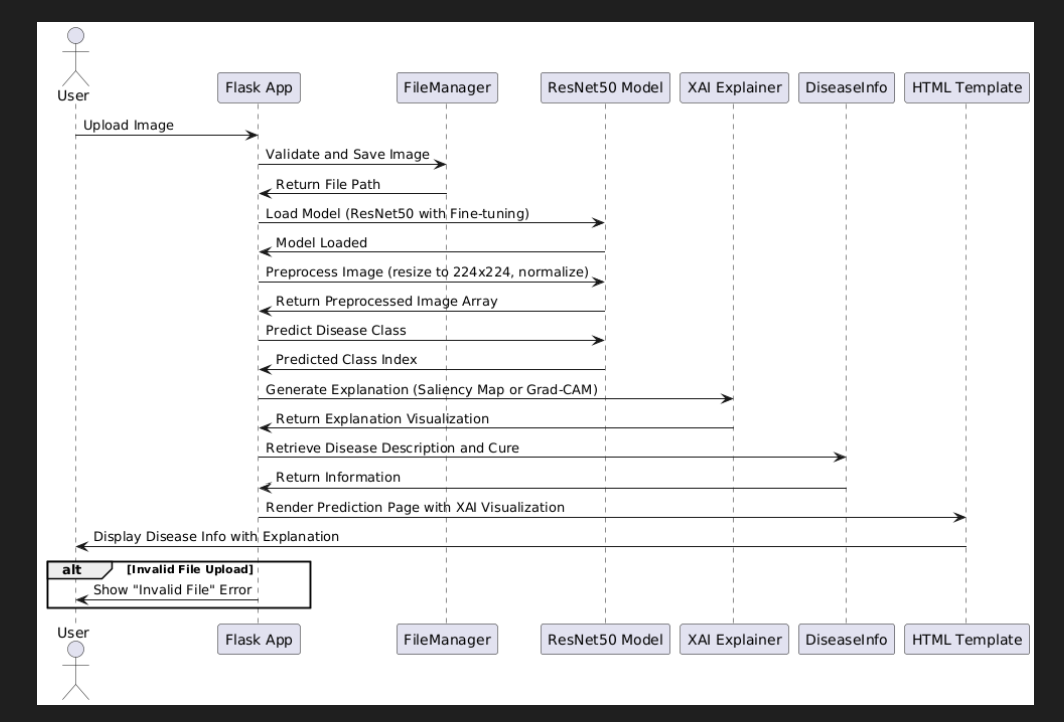 User
Flask App
FileManager
ResNet50 Model
XAI Explainer
DiseaseInfo
HTML Template
Upload Image
Validate and Save Image
Return File Path
Load Model (ResNet50 with Fine-tuning)
Model Loaded
Preprocess Image (resize to 224x224, normalize)
Return Preprocessed Image Array
Predict Disease Class
Predicted Class Index
Generate Explanation (Saliency Map or Grad-CAM)
Return Explanation Visualization
Retrieve Disease Description and Cure
Return Information
Render Prediction Page with XAI Visualization
Display Disease Info with Explanation
alt [Invalid File Upload]
Show "Invalid File" Error
User
Flask App
FileManager
ResNet50 Model
XAI Explainer
DiseaseInfo
HTML Template